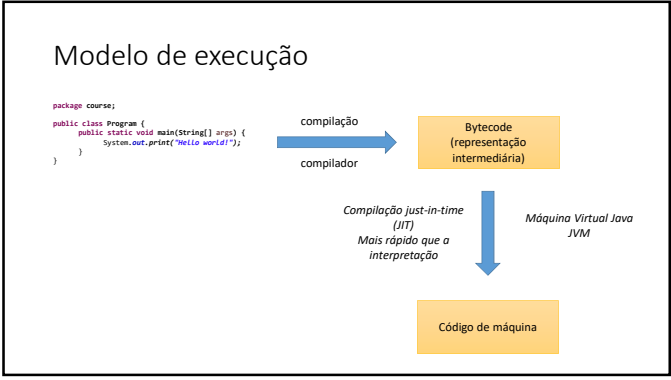 Modelo de execução
package course;
public class Program {
public static void main(String[] args) {
System.out.print("Hello world!");
}
}
compilação
compilador
Bytecode
(representação
intermediária)
Compilação just-in-time
(JIT)
Mais rápido que a
interpretação
Máquina Virtual Java
JVM
Código de máquina